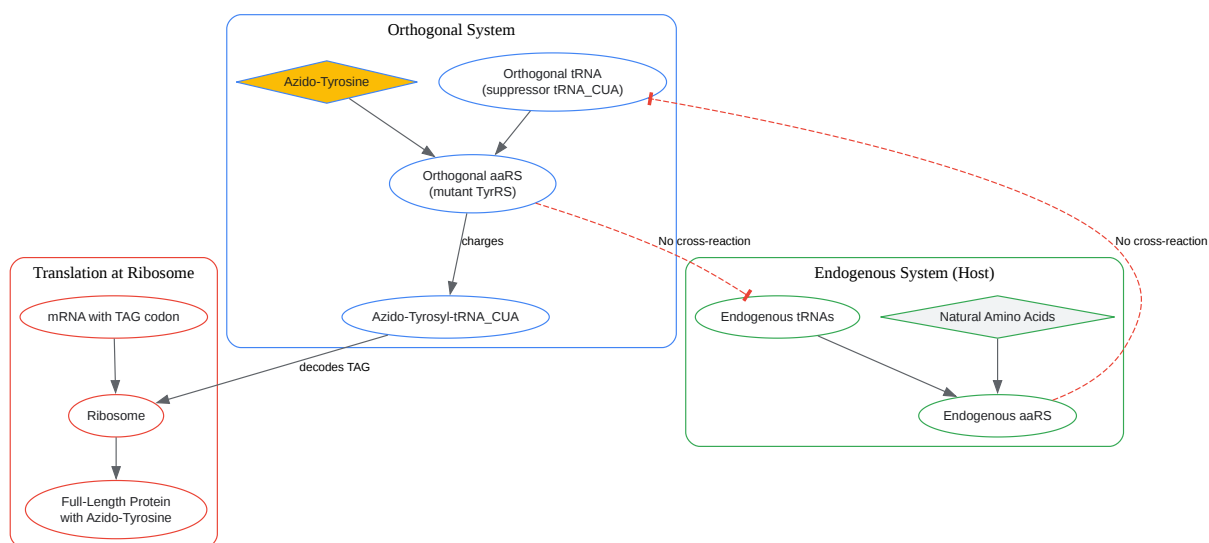 Orthogonal System
Azido-Tyrosine
Orthogonal tRNA
(suppressor tRNA_CUA)
Orthogonal aaRS
(mutant TyrRS)
charges
No cross-reaction
No cross-reaction
Translation at Ribosome
Endogenous System (Host)
mRNA with TAG codon
Azido-Tyrosyl-tRNA_CUA
Endogenous tRNAs
Natural Amino Acids
decodes TAG
Ribosome
Endogenous aaRS
Full-Length Protein
with Azido-Tyrosine